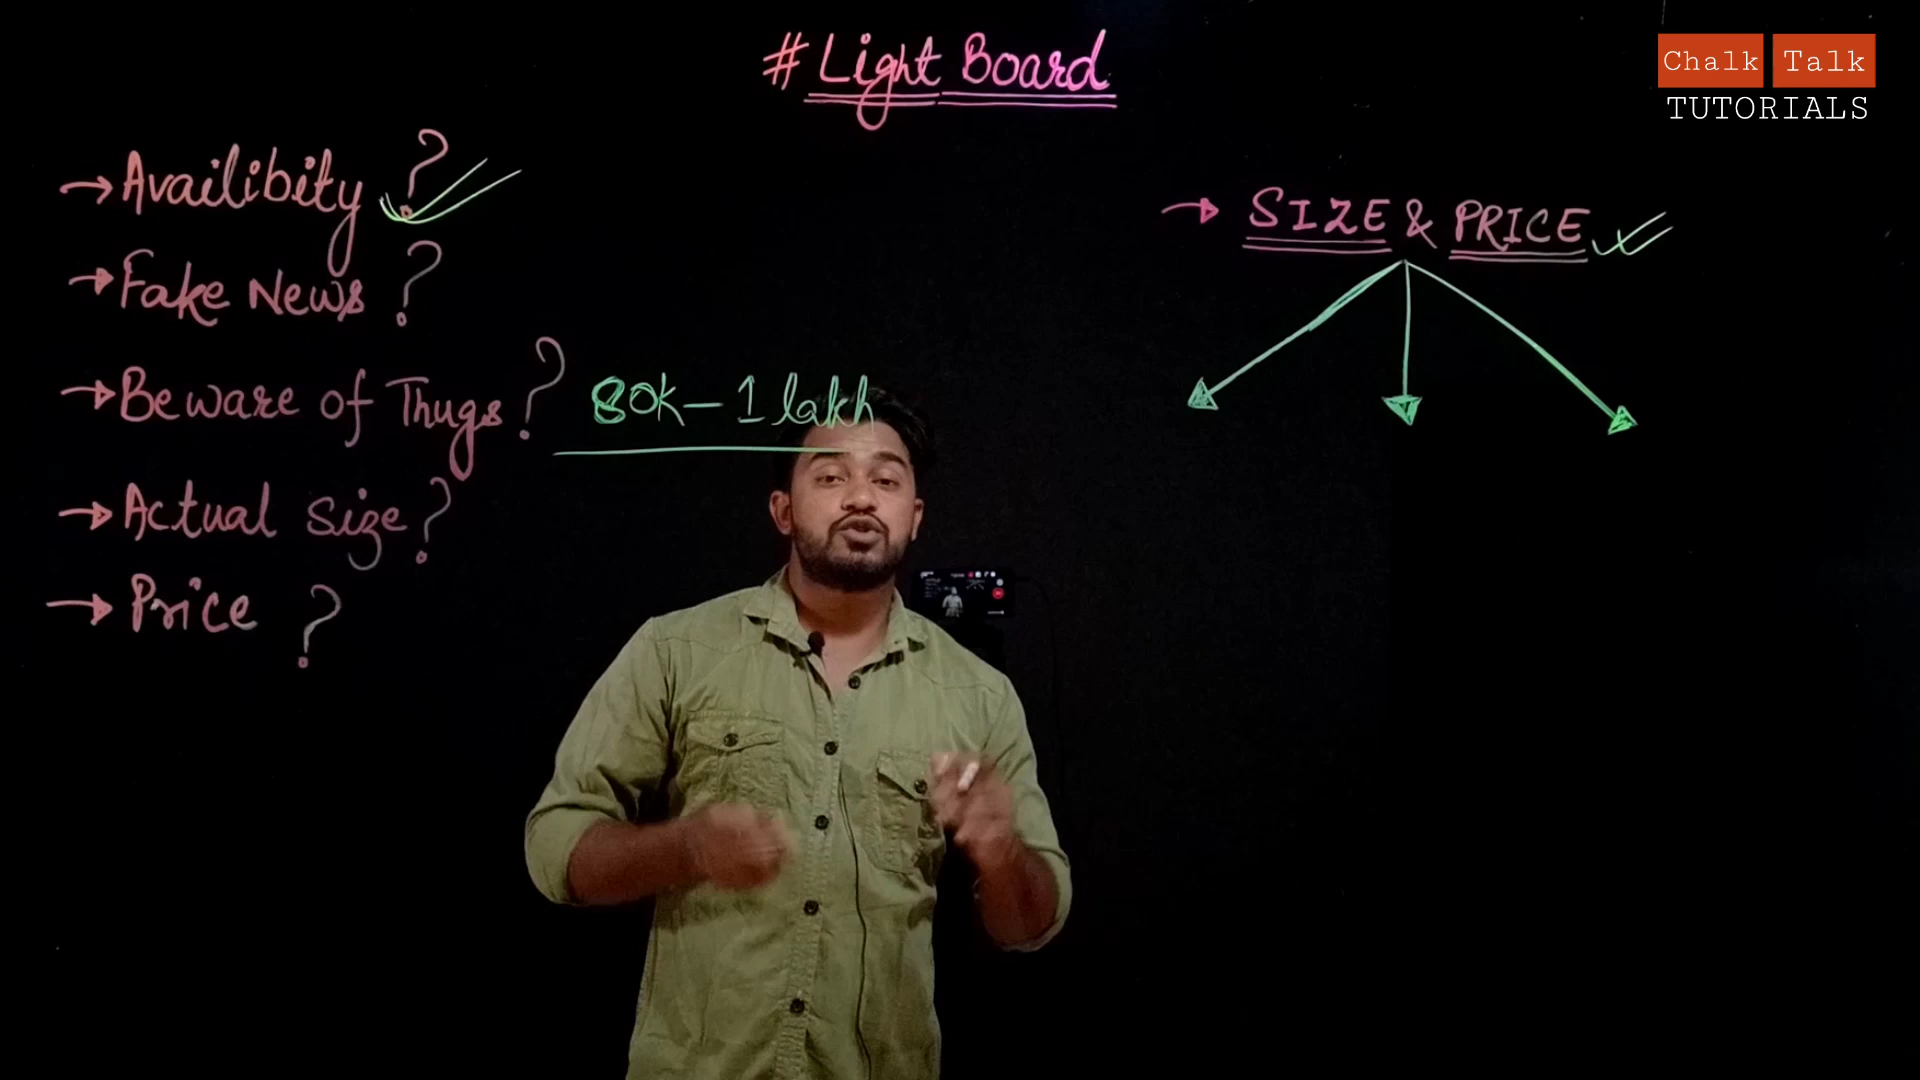 # Light Board
Chalk Talk
TUTORIALS
→ Availibity ?
→ Fake News ?
→ Beware of Thugs ?
80K – 1 lakh
→ Actual Size ?
→ Price ?
→ SIZE & PRICE